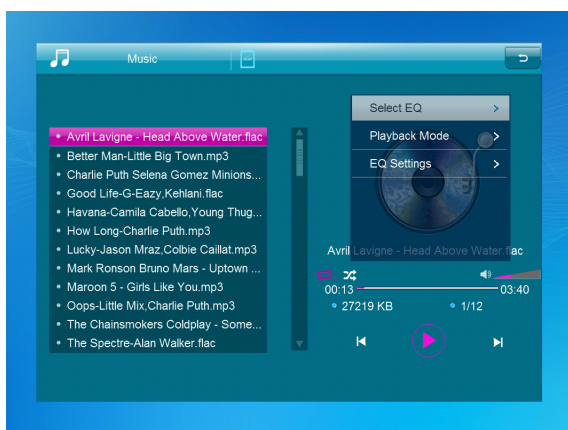 Music
Avril Lavigne - Head Above Water.flac
Better Man-Little Big Town.mp3
Charlie Puth Selena Gomez Minions...
Good Life-G-Eazy,Kehlani.flac
Havana-Camila Cabello,Young Thug...
How Long-Charlie Puth.mp3
Lucky-Jason Mraz,Colbie Caillat.mp3
Mark Ronson Bruno Mars - Uptown ...
Maroon 5 - Girls Like You.mp3
Oops-Little Mix,Charlie Puth.mp3
The Chainsmokers Coldplay - Some...
The Spectre-Alan Walker.flac
Select EQ >
Playback Mode >
EQ Settings >
Avril Lavigne - Head Above Water.flac
00:13 03:40
27219 KB 1/12